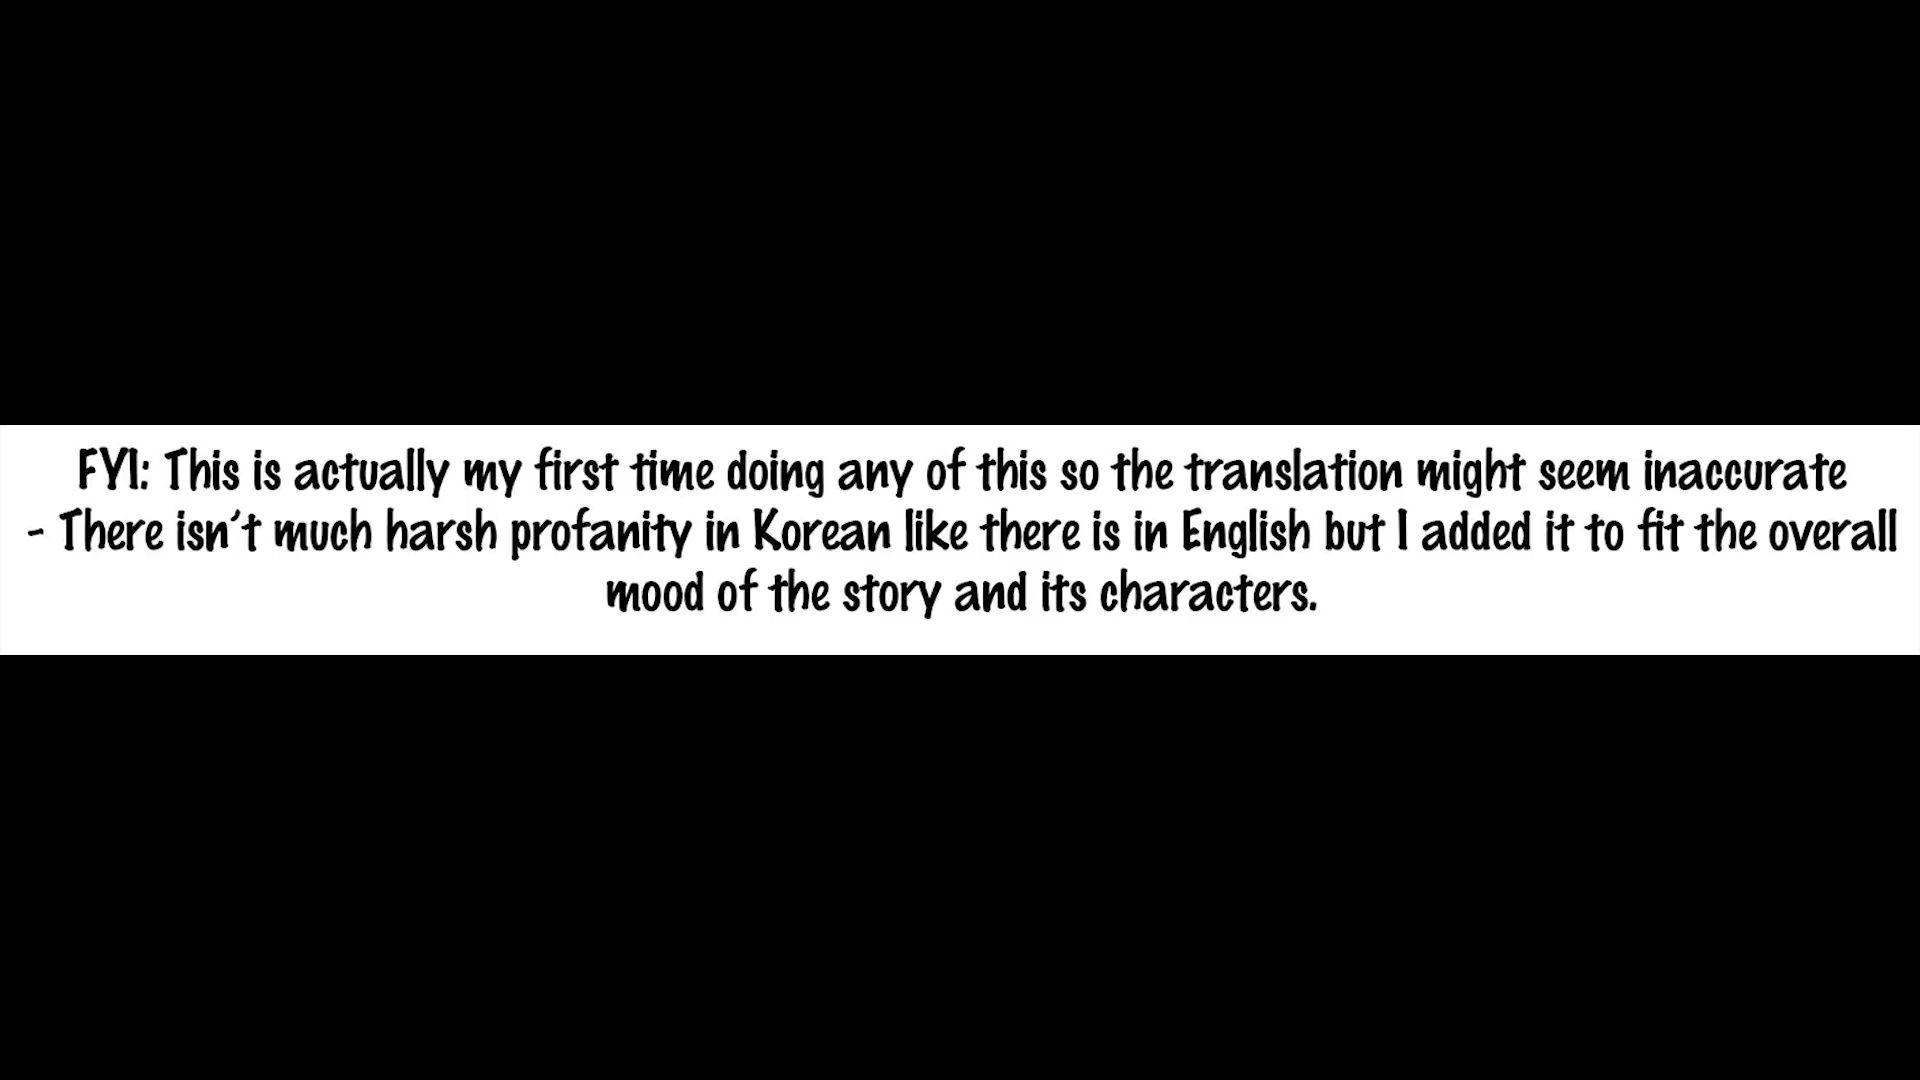 FYI: This is actually my first time doing any of this so the translation might seem inaccurate
- There isn't much harsh profanity in Korean like there is in English but I added it to fit the overall
mood of the story and its characters.